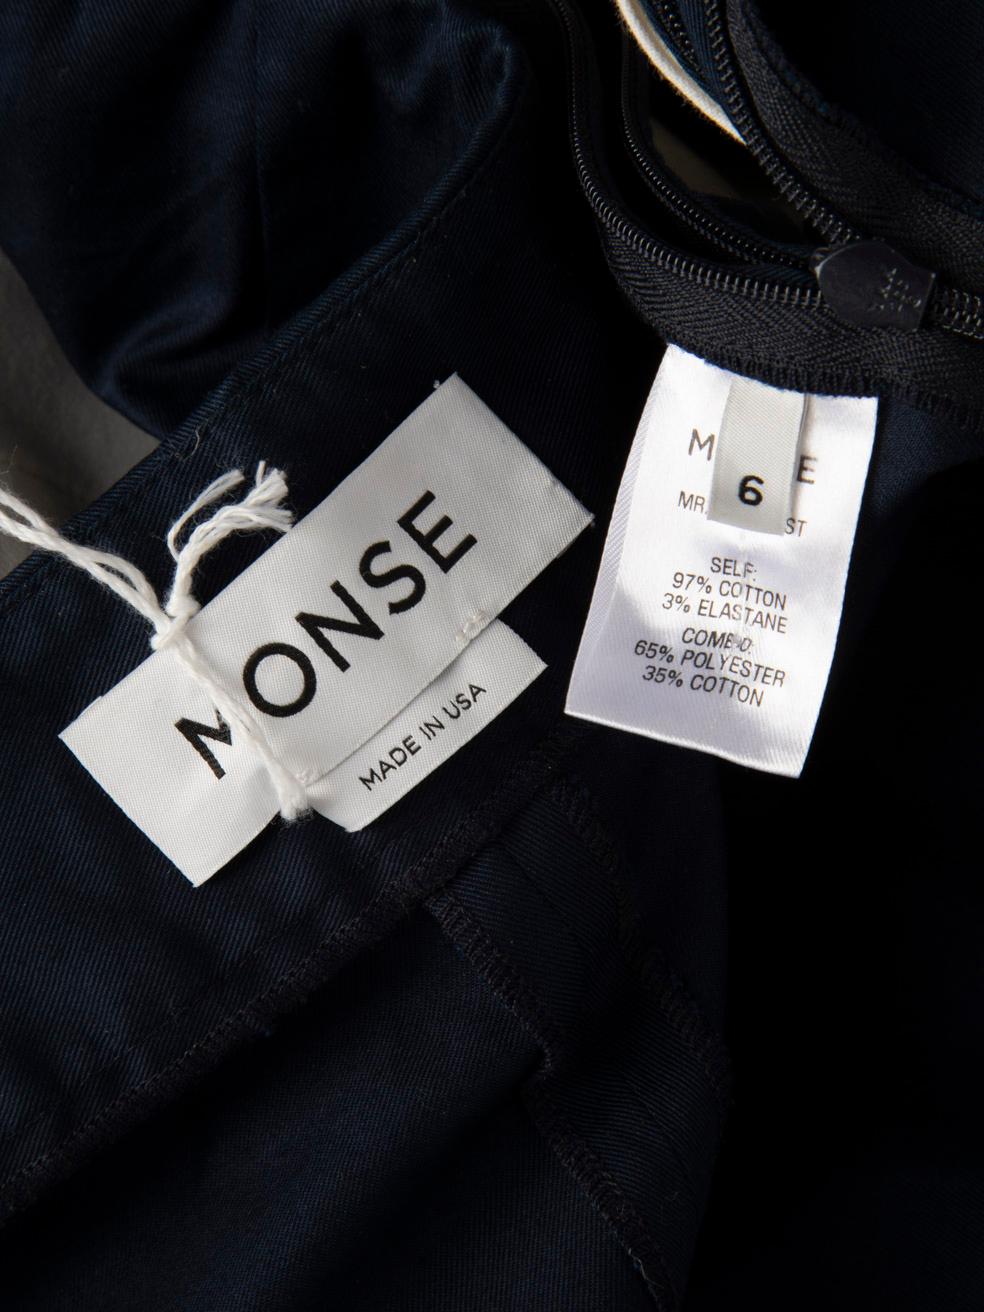 MONSE
MADE IN USA
M E
6
SELF:
97% COTTON
3% ELASTANE
COMBO:
65% POLYESTER
35% COTTON